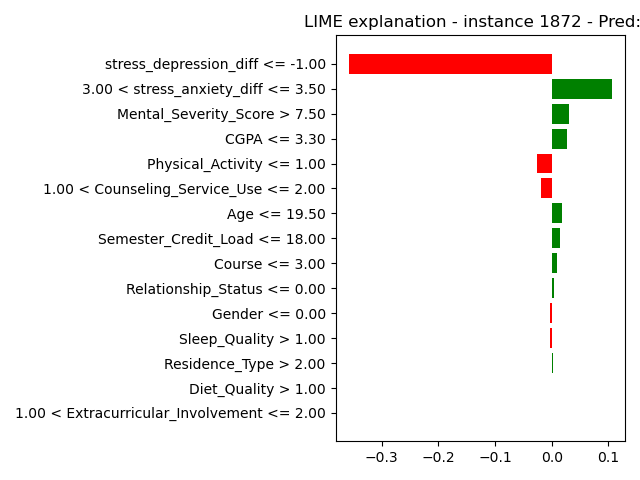 LIME explanation - instance 1872 - Pred:
stress_depression_diff <= -1.00
3.00 < stress_anxiety_diff <= 3.50
Mental_Severity_Score > 7.50
CGPA <= 3.30
Physical_Activity <= 1.00
1.00 < Counseling_Service_Use <= 2.00
Age <= 19.50
Semester_Credit_Load <= 18.00
Course <= 3.00
Relationship_Status <= 0.00
Gender <= 0.00
Sleep_Quality > 1.00
Residence_Type > 2.00
Diet_Quality > 1.00
1.00 < Extracurricular_Involvement <= 2.00
−0.3 −0.2 −0.1 0.0 0.1